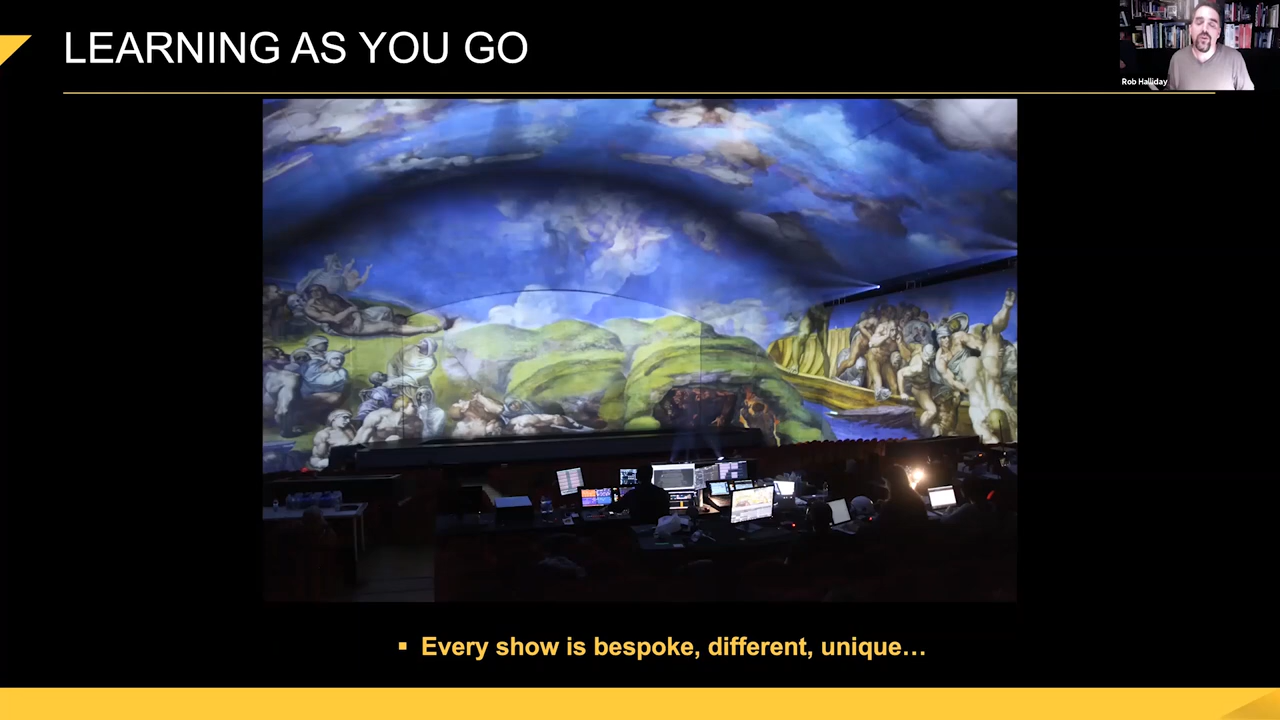 LEARNING AS YOU GO
Rob Halliday
▪ Every show is bespoke, different, unique…